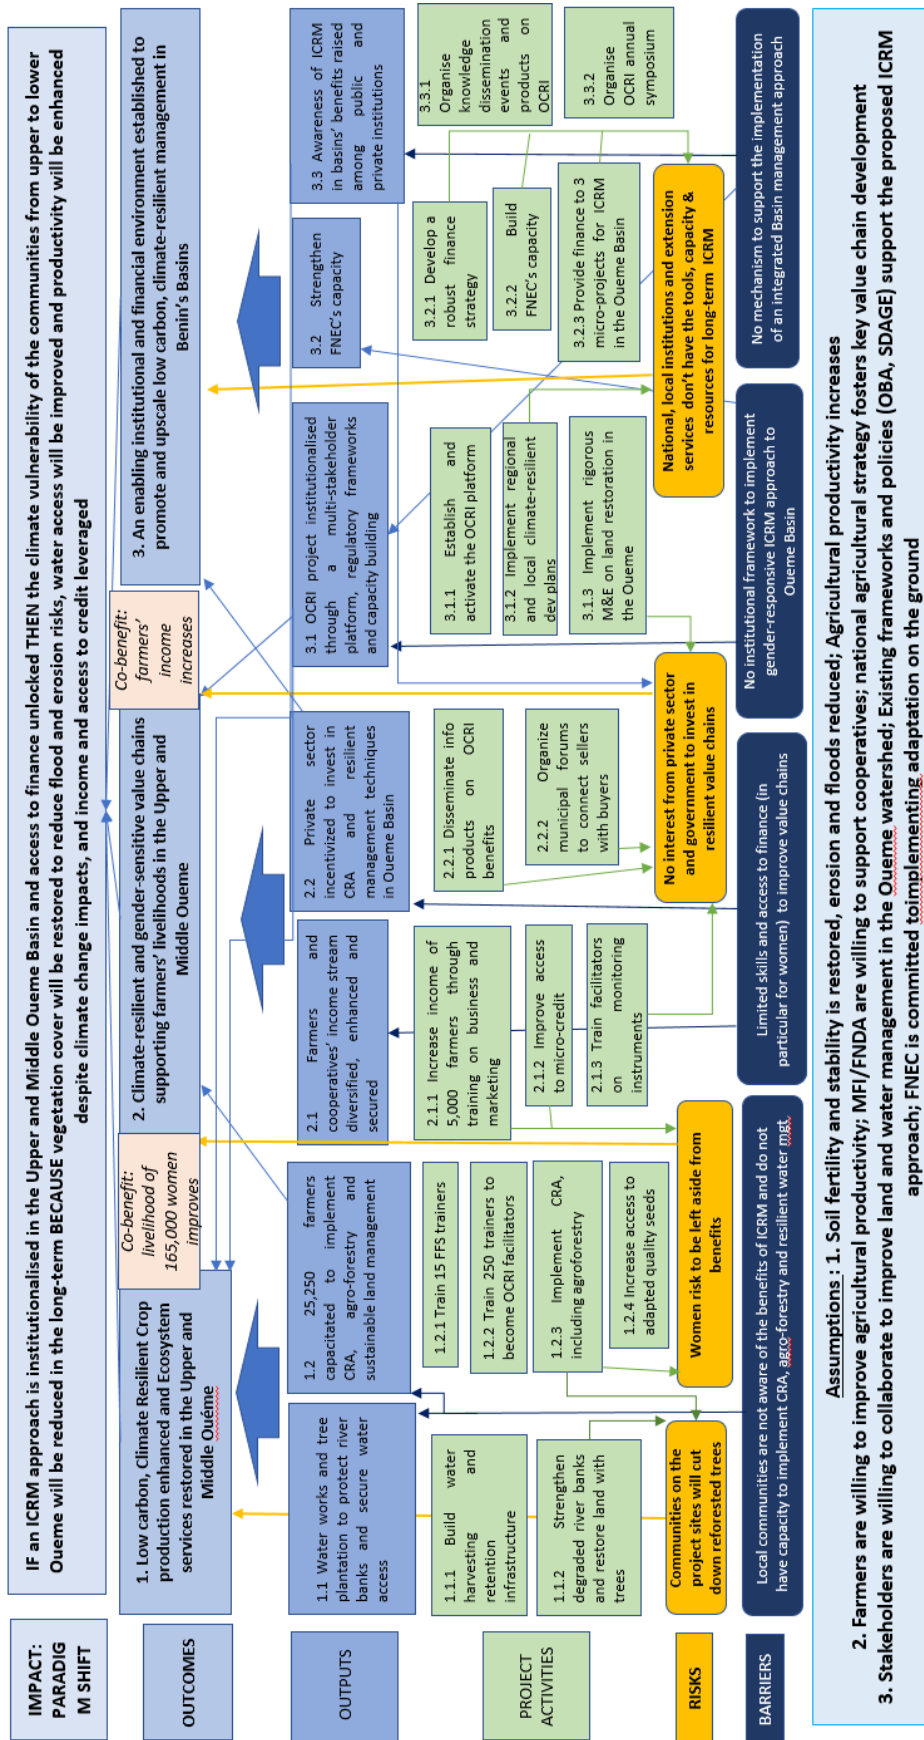 IMPACT:
PARADIG
M SHIFT
IF an ICRM approach is institutionalised in the Upper and Middle Oueme Basin and access to finance unlocked THEN the climate vulnerability of the communities from upper to lower
Oueme will be reduced in the long-term BECAUSE vegetation cover will be restored to reduce flood and erosion risks, water access will be improved and productivity will be enhanced
despite climate change impacts, and income and access to credit leveraged
OUTCOMES
1. Low carbon, Climate Resilient Crop
production enhanced and Ecosystem
services restored in the Upper and
Middle Ouémé
Co-benefit:
livelihood of
165,000 women
improves
2. Climate-resilient and gender-sensitive value chains
supporting farmers' livelihoods in the Upper and
Middle Oueme
Co-benefit:
farmers'
income
increases
3. An enabling institutional and financial environment established to
promote and upscale low carbon, climate-resilient management in
Benin's Basins
OUTPUTS
1.1 Water works and tree
plantation to protect river
banks and secure water
access
1.2 25,250 farmers
capacitated to implement
CRA, agro-forestry and
sustainable land management
2.1 Farmers and
cooperatives' income stream
diversified, enhanced and
secured
2.2 Private sector
incentivized to invest in
CRA and resilient
management techniques
in Oueme Basin
3.1 OCRI project institutionalised
through a multi-stakeholder
platform, regulatory frameworks
and capacity building
3.2 Strengthen
FNEC's capacity
3.3 Awareness of ICRM
in basins' benefits raised
among public and
private institutions
PROJECT
ACTIVITIES
1.1.1 Build water
harvesting and
retention
infrastructure
1.1.2 Strengthen
degraded river banks
and restore land with
trees
1.2.1 Train 15 FFS trainers
1.2.2 Train 250 trainers to
become OCRI facilitators
1.2.3 Implement CRA,
including agroforestry
1.2.4 Increase access to
adapted quality seeds
2.1.1 Increase income of
5,000 farmers through
training on business and
marketing
2.1.2 Improve access
to micro-credit
2.1.3 Train facilitators
on monitoring
instruments
2.2.1 Disseminate info
products on OCRI
benefits
2.2.2 Organize
municipal forums
to connect sellers
with buyers
3.1.1 Establish and
activate the OCRI platform
3.1.2 Implement regional
and local climate-resilient
dev plans
3.1.3 Implement rigorous
M&E on land restoration in
the Oueme
3.2.1 Develop a
robust finance
strategy
3.2.2 Build
FNEC's capacity
3.2.3 Provide finance to 3
micro-projects for ICRM
in the Oueme Basin
3.3.1
Organise
knowledge
dissemination
events and
products on
OCRI
3.3.2
Organise
OCRI annual
symposium
RISKS
Communities on the
project sites will cut
down reforested trees
Women risk to be left aside from
benefits
No interest from private sector
and government to invest in
resilient value chains
National, local institutions and extension
services don't have the tools, capacity &
resources for long-term ICRM
BARRIERS
Local communities are not aware of the benefits of ICRM and do not
have capacity to implement CRA, agro-forestry and resilient water mgt
Limited skills and access to finance (in
particular for women) to improve value chains
No institutional framework to implement
gender-responsive ICRM approach to
Oueme Basin
No mechanism to support the implementation
of an integrated Basin management approach
Assumptions : 1. Soil fertility and stability is restored, erosion and floods reduced; Agricultural productivity increases
2. Farmers are willing to improve agricultural productivity; MFI/FNDA are willing to support cooperatives; national agricultural strategy fosters key value chain development
3. Stakeholders are willing to collaborate to improve land and water management in the Oueme watershed; Existing frameworks and policies (OBA, SDAGE) support the proposed ICRM
approach; FNEC is committed toimplementing adaptation on the ground